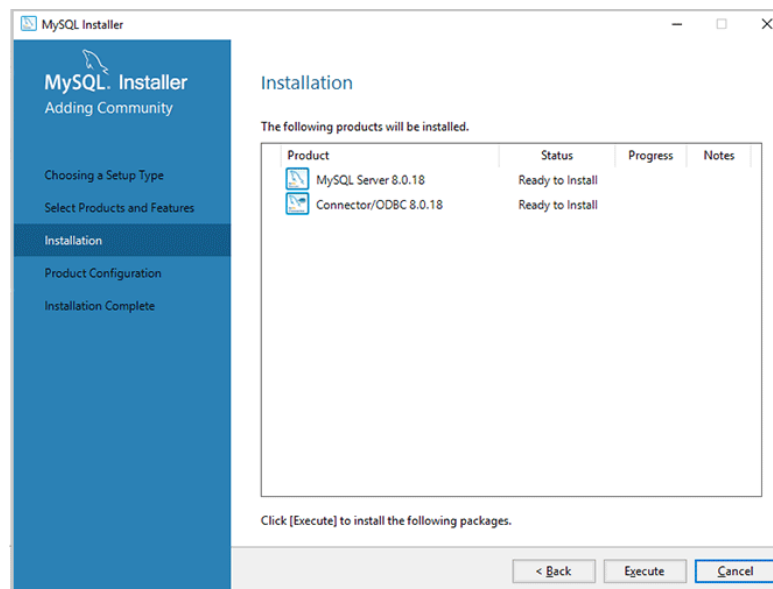 MySQL Installer
MySQL. Installer
Adding Community
Choosing a Setup Type
Select Products and Features
Installation
Product Configuration
Installation Complete
Installation
The following products will be installed.
Product Status Progress Notes
MySQL Server 8.0.18 Ready to Install
Connector/ODBC 8.0.18 Ready to Install
Click [Execute] to install the following packages.
< Back Execute Cancel